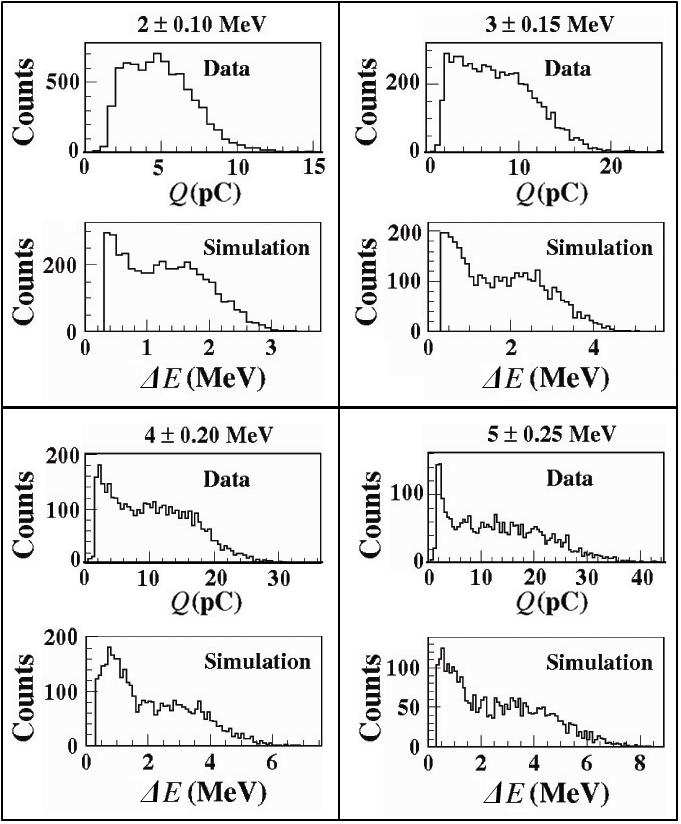 2 ± 0.10 MeV
Counts
500
0
Data
0 5 10 15
Q(pC)
Counts
200
0
Simulation
0 1 2 3
ΔE (MeV)
3 ± 0.15 MeV
Counts
200
0
Data
0 10 20
Q(pC)
Counts
200
100
0
Simulation
0 2 4
ΔE (MeV)
4 ± 0.20 MeV
Counts
200
100
0
Data
0 10 20 30
Q(pC)
Counts
200
100
0
Simulation
0 2 4 6
ΔE (MeV)
5 ± 0.25 MeV
Counts
100
0
Data
0 10 20 30 40
Q(pC)
Counts
100
50
0
Simulation
0 2 4 6 8
ΔE (MeV)